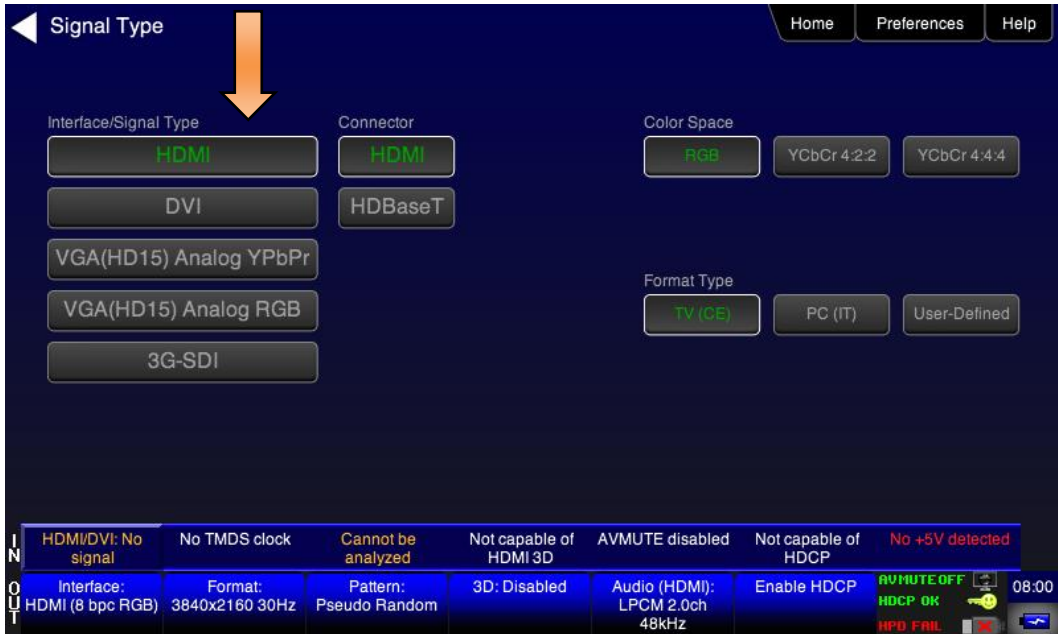 Signal Type
Home Preferences Help
Interface/Signal Type Connector Color Space
HDMI HDMI RGB YCbCr 4:2:2 YCbCr 4:4:4
DVI HDBaseT
VGA(HD15) Analog YPbPr
Format Type
VGA(HD15) Analog RGB TV (CE) PC (IT) User-Defined
3G-SDI
IN
HDMI/DVI: No
signal
No TMDS clock
Cannot be
analyzed
Not capable of
HDMI 3D
AVMUTE disabled
Not capable of
HDCP
No +5V detected
OUT
Interface:
HDMI (8 bpc RGB)
Format:
3840x2160 30Hz
Pattern:
Pseudo Random
3D: Disabled
Audio (HDMI):
LPCM 2.0ch
48kHz
Enable HDCP
AVMUTEOFF
HDCP OK
HPD FAIL
08:00